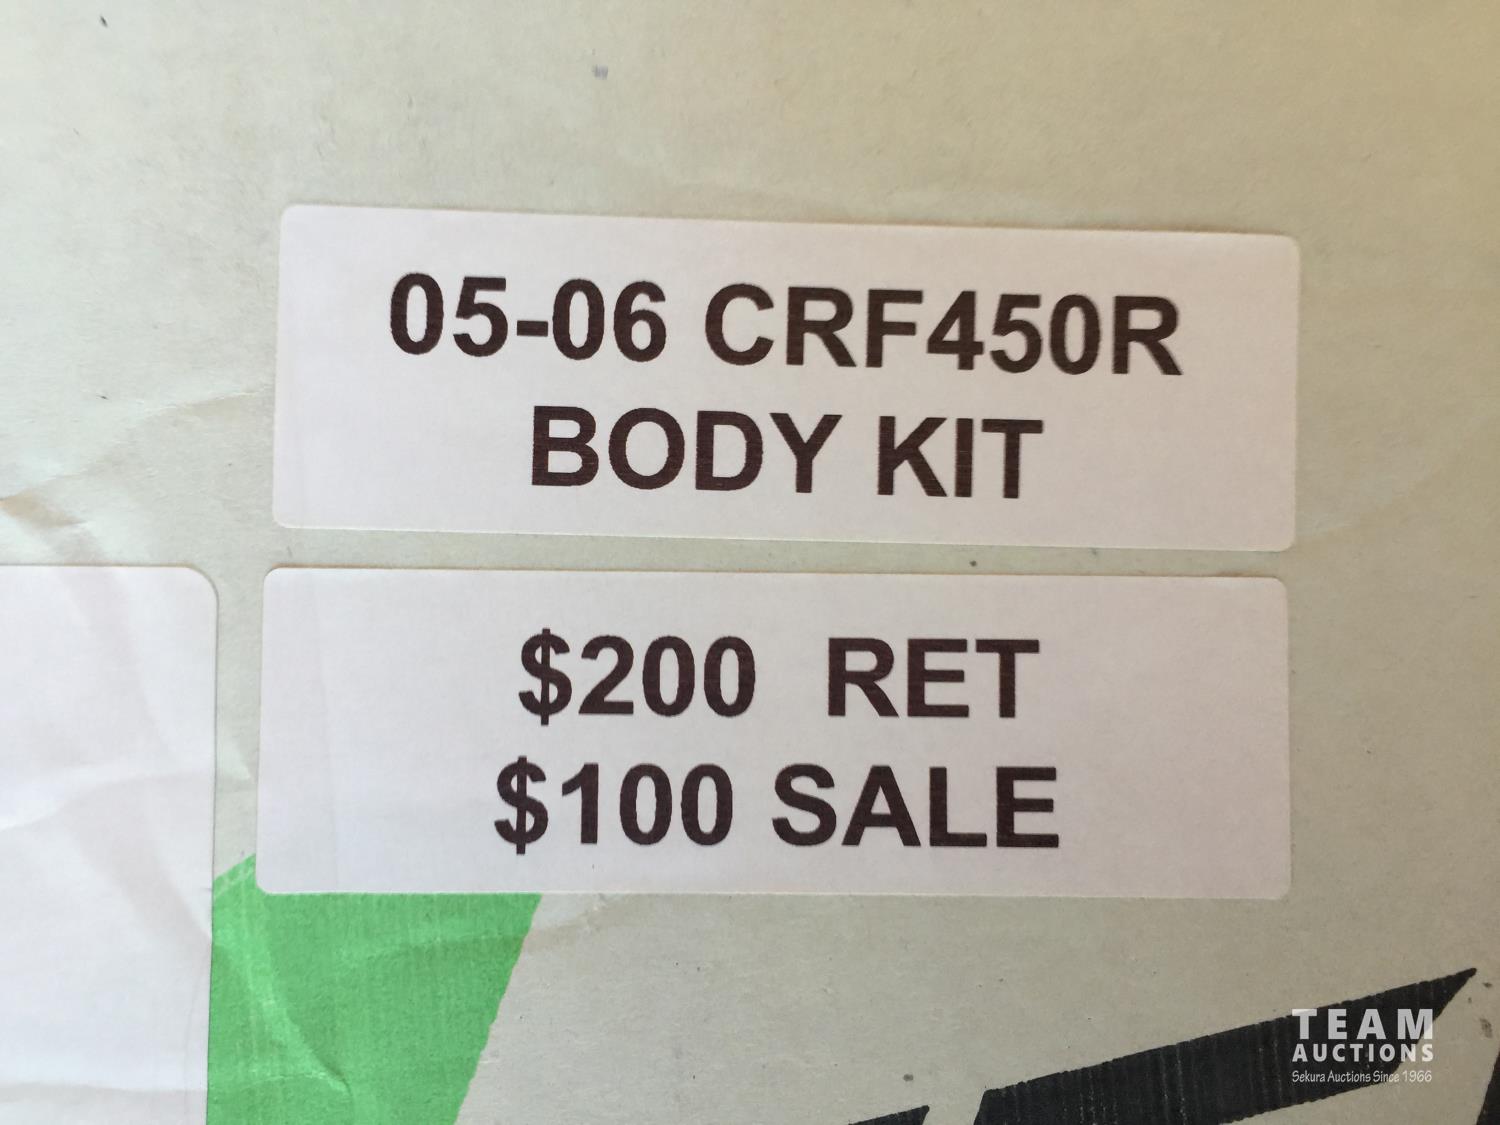 05-06 CRF450R
BODY KIT
$200 RET
$100 SALE
TEAM
AUCTIONS
Sekura Auctions Since 1966